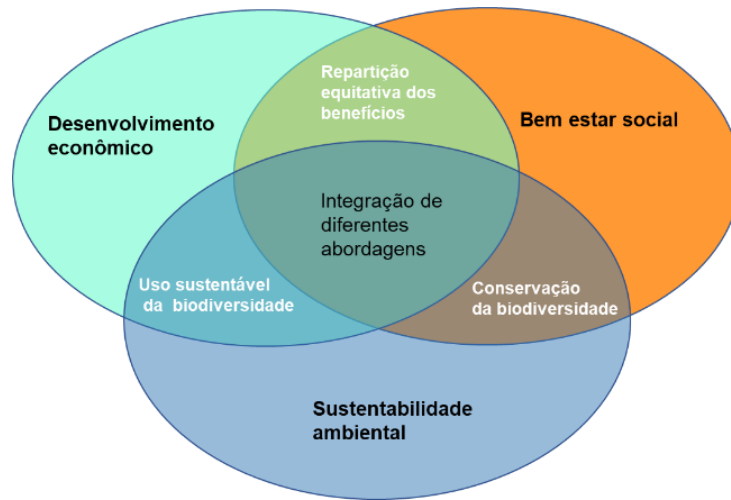 Repartição
equitativa dos
benefícios
Desenvolvimento
econômico
Bem estar social
Integração de
diferentes
abordagens
Uso sustentável
da biodiversidade
Conservação
da biodiversidade
Sustentabilidade
ambiental